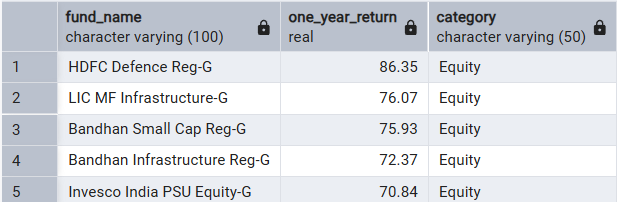 fund_name one_year_return category
character varying (100) real character varying (50)
1 HDFC Defence Reg-G 86.35 Equity
2 LIC MF Infrastructure-G 76.07 Equity
3 Bandhan Small Cap Reg-G 75.93 Equity
4 Bandhan Infrastructure Reg-G 72.37 Equity
5 Invesco India PSU Equity-G 70.84 Equity